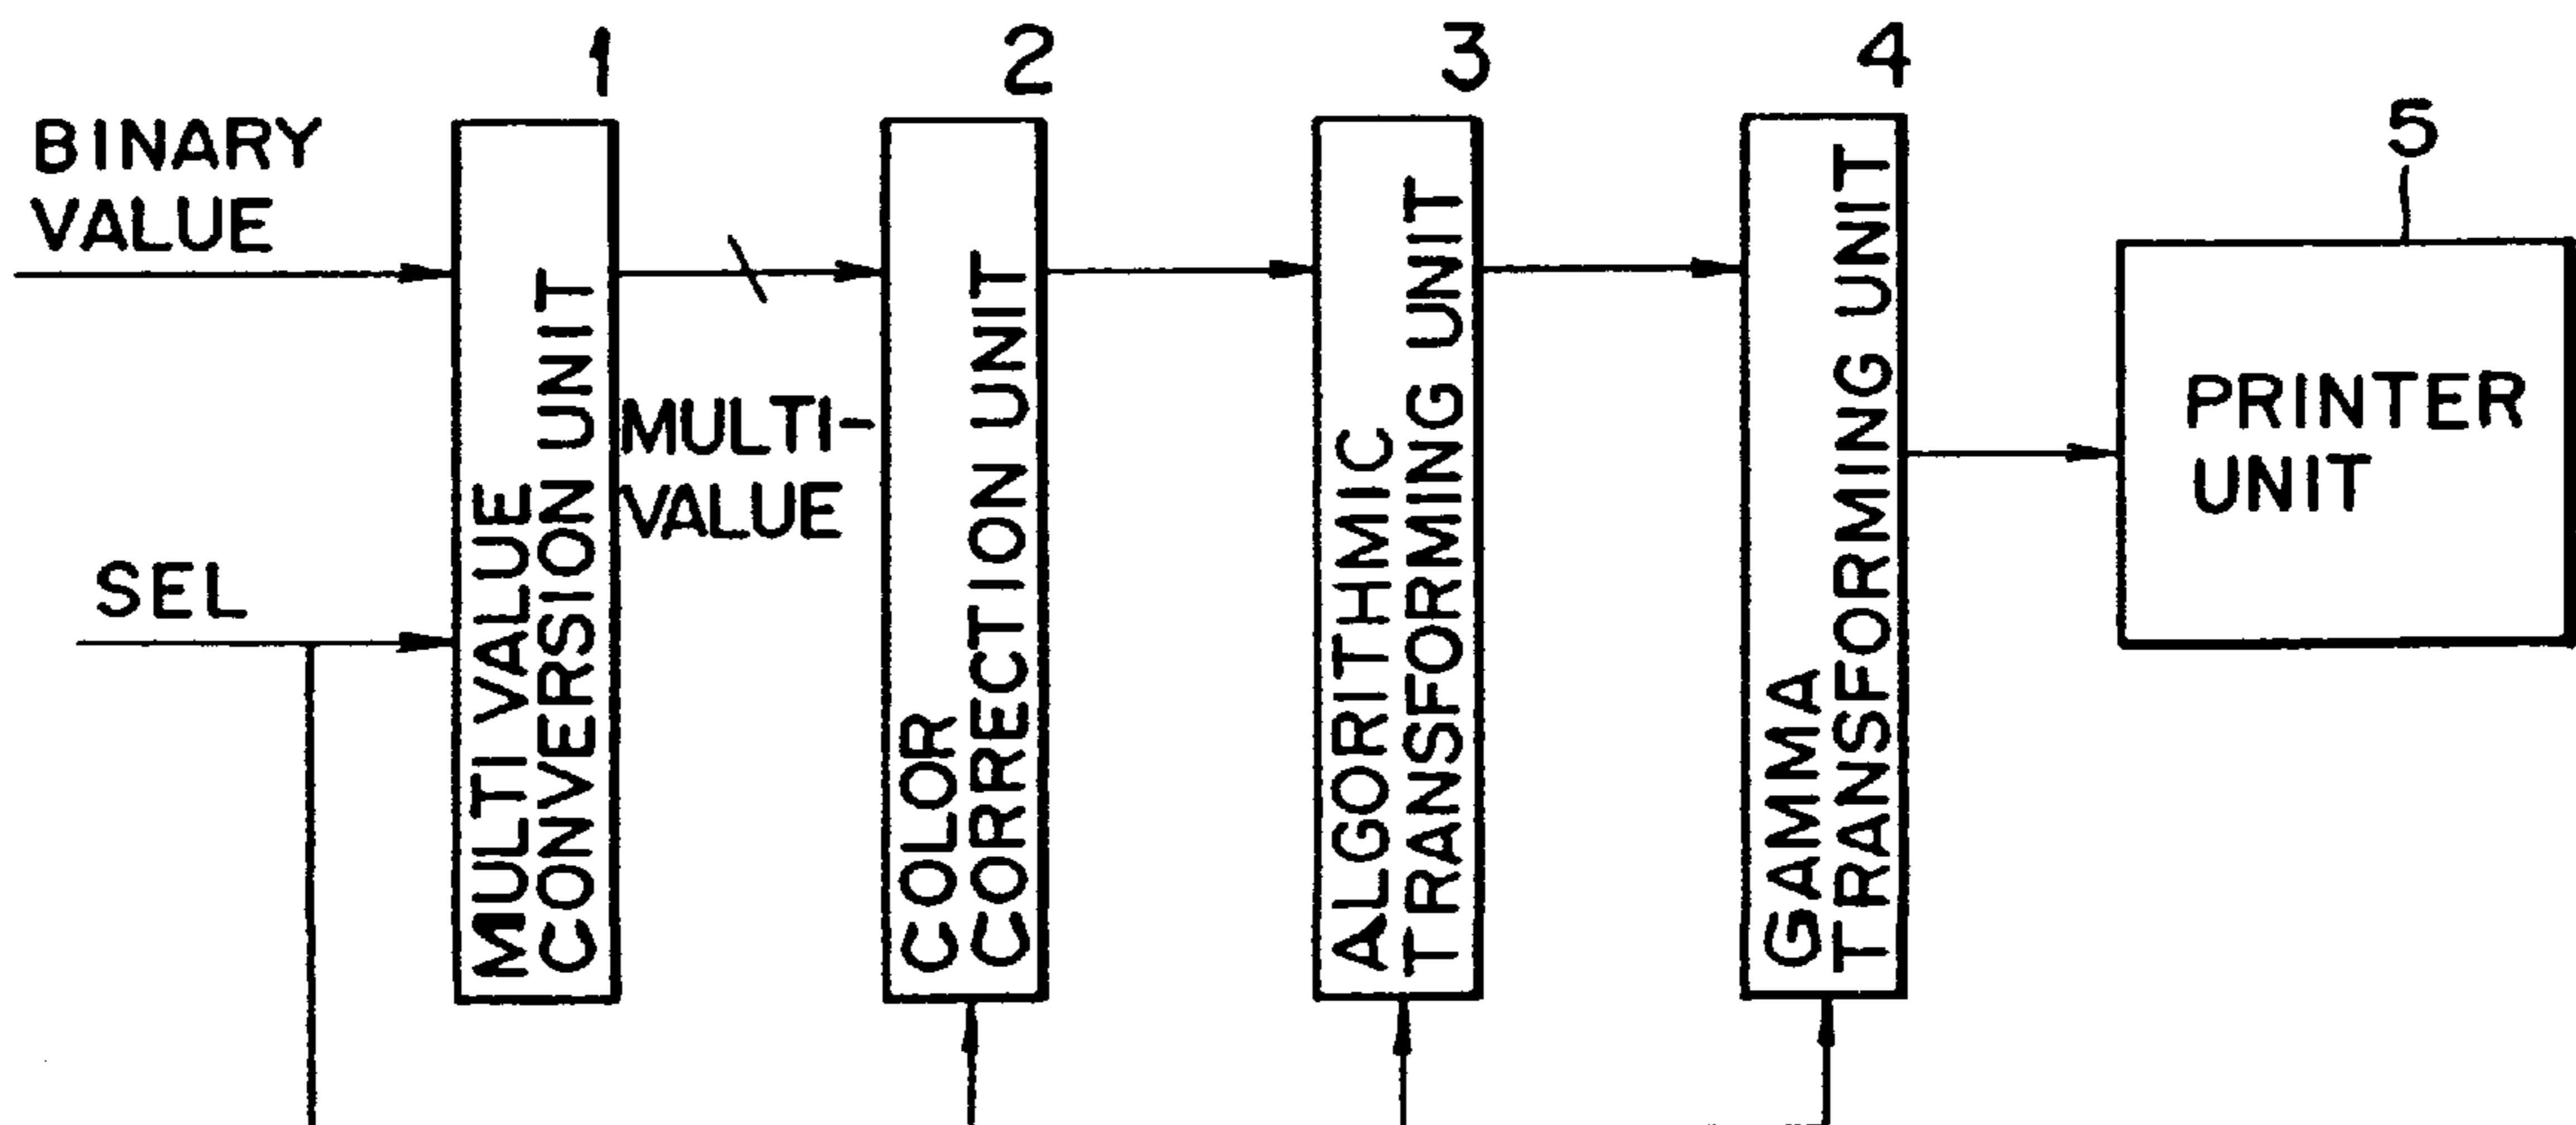 1
2
3
4
5
BINARY
VALUE
SEL
MULTI VALUE
CONVERSION UNIT
MULTI-
VALUE
COLOR
CORRECTION UNIT
ALGORITHMIC
TRANSFORMING UNIT
GAMMA
TRANSFORMING UNIT
PRINTER
UNIT